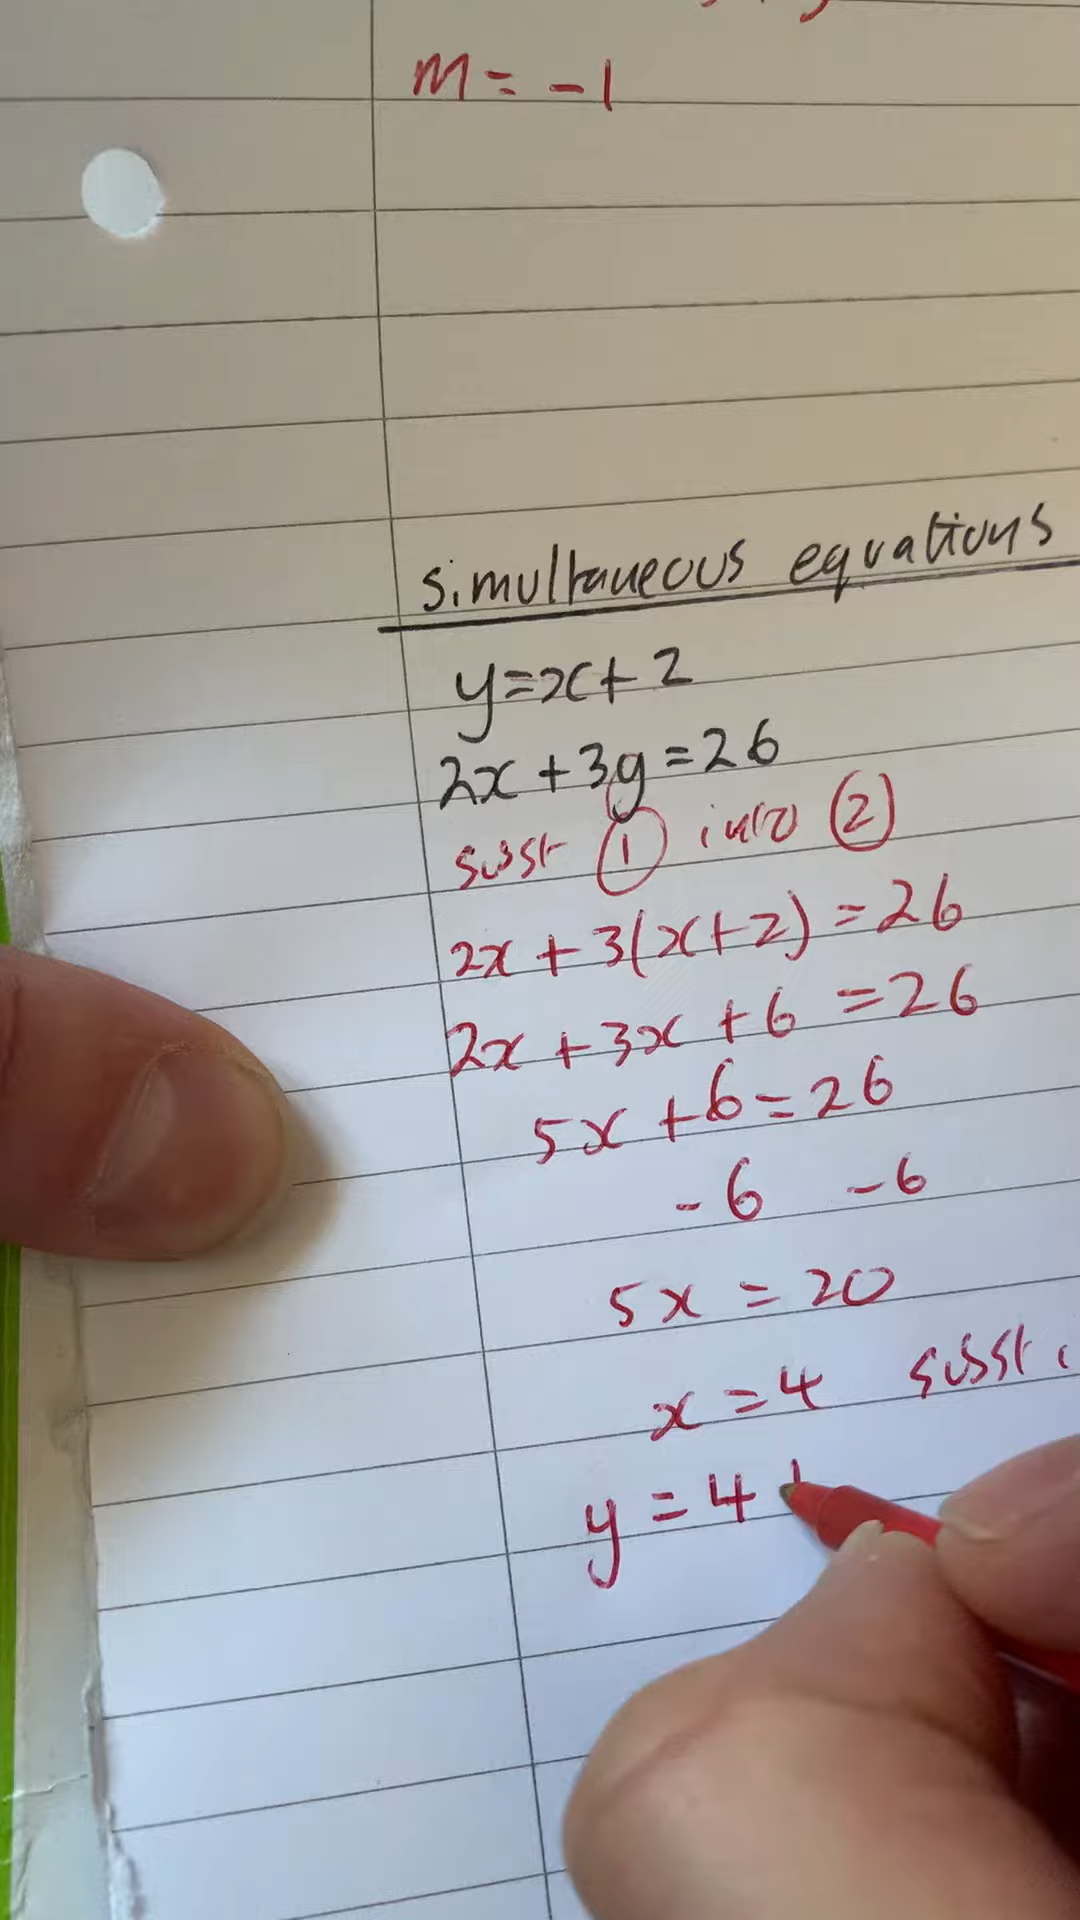 m = -1
simultaneous equations
y=x+2
2x+3y=26
subst ① into ②
2x+3(x+2)=26
2x+3x+6=26
5x+6=26
-6 -6
5x=20
x=4 subst
y=4